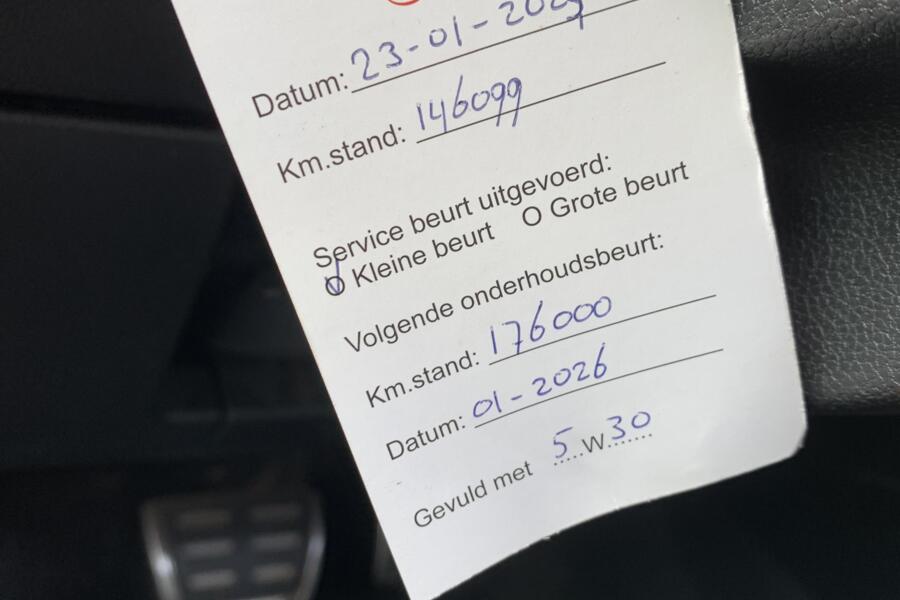 Datum: 23-01-2025
Km.stand: 146099
Service beurt uitgevoerd:
O Kleine beurt O Grote beurt
Volgende onderhoudsbeurt:
Km.stand: 176000
Datum: 01-2026
Gevuld met 5 W 30